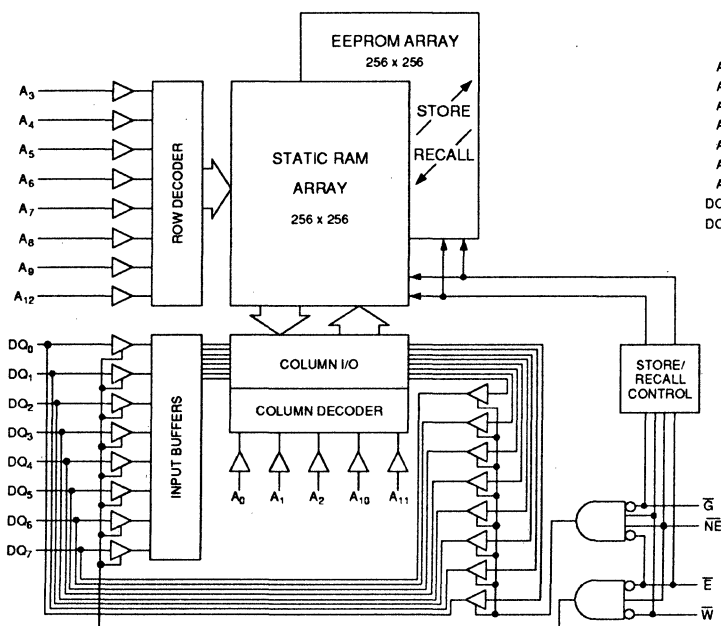 EEPROM ARRAY
256 x 256
STORE
RECALL
STATIC RAM
ARRAY
256 x 256
ROW DECODER
A3
A4
A5
A6
A7
A8
A9
A12
DQ0
DQ1
DQ2
DQ3
DQ4
DQ5
DQ6
DQ7
INPUT BUFFERS
COLUMN I/O
COLUMN DECODER
A0
A1
A2
A10
A11
STORE/
RECALL
CONTROL
G̅
N̅E̅
E̅
W̅
A
A
A
A
A
A
A
DQ
DQ